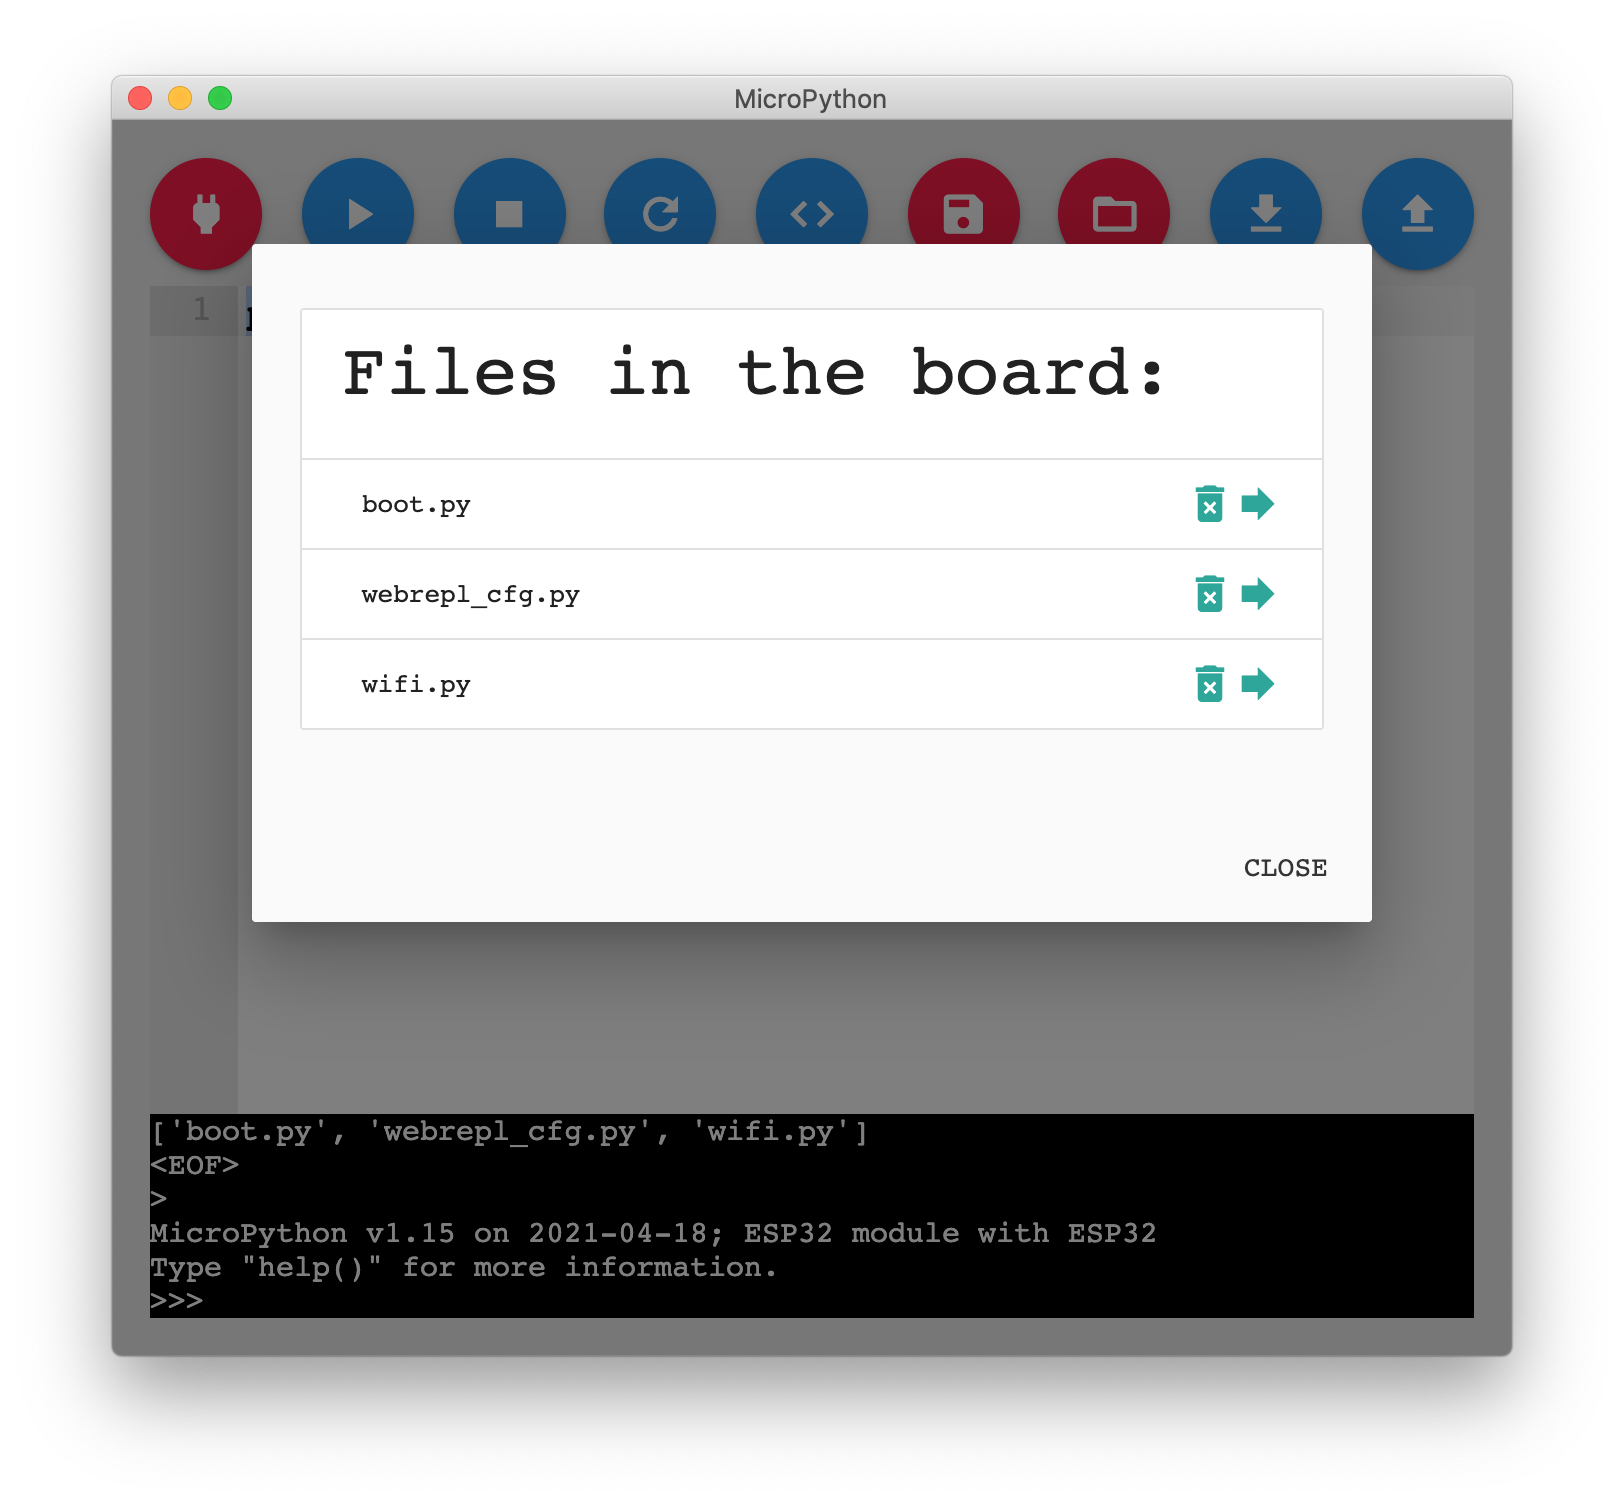 MicroPython
1
Files in the board:
boot.py
webrepl_cfg.py
wifi.py
CLOSE
['boot.py', 'webrepl_cfg.py', 'wifi.py']
<EOF>
>
MicroPython v1.15 on 2021-04-18; ESP32 module with ESP32
Type "help()" for more information.
>>>